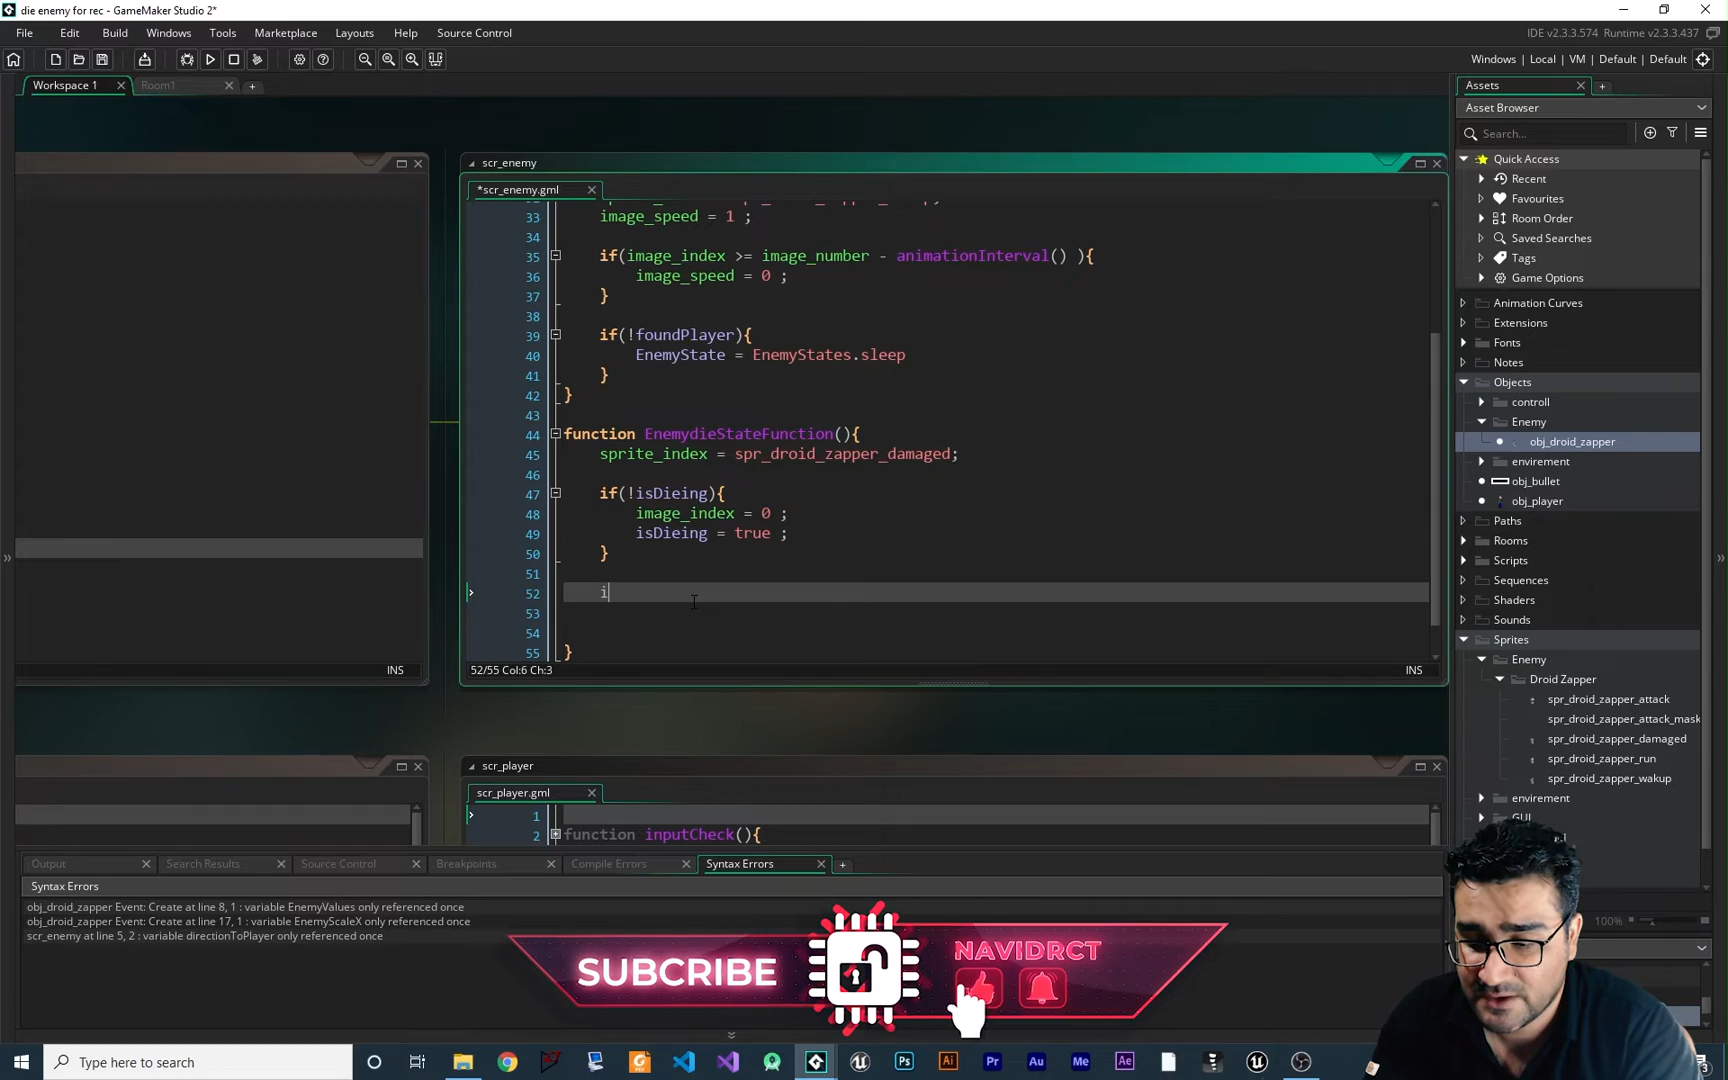 die enemy for rec - GameMaker Studio 2*
File Edit Build Windows Tools Marketplace Layouts Help Source Control
IDE v2.3.3.574 Runtime v2.3.3.437
Windows | Local | VM | Default | Default
Workspace 1
Room1
Assets
Asset Browser
Search...
Quick Access
Recent
Favourites
Room Order
Saved Searches
Tags
Game Options
Animation Curves
Extensions
Fonts
Notes
Objects
controll
Enemy
obj_droid_zapper
envirement
obj_bullet
obj_player
Paths
Rooms
Scripts
Sequences
Shaders
Sounds
Sprites
Enemy
Droid Zapper
spr_droid_zapper_attack
spr_droid_zapper_attack_mask
spr_droid_zapper_damaged
spr_droid_zapper_run
spr_droid_zapper_wakup
envirement
GUI
100%
scr_enemy
*scr_enemy.gml
33 image_speed = 1 ;
34
35 if(image_index >= image_number - animationInterval() ){
36 image_speed = 0 ;
37 }
38
39 if(!foundPlayer){
40 EnemyState = EnemyStates.sleep
41 }
42 }
43
44 function EnemydieStateFunction(){
45 sprite_index = spr_droid_zapper_damaged;
46
47 if(!isDieing){
48 image_index = 0 ;
49 isDieing = true ;
50 }
51
52 i
53
54
55 }
INS
52/55 Col:6 Ch:3
INS
scr_player
scr_player.gml
1
2 function inputCheck(){
Output
Search Results
Source Control
Breakpoints
Compile Errors
Syntax Errors
Syntax Errors
obj_droid_zapper Event: Create at line 8, 1 : variable EnemyValues only referenced once
obj_droid_zapper Event: Create at line 17, 1 : variable EnemyScaleX only referenced once
scr_enemy at line 5, 2 : variable directionToPlayer only referenced once
SUBCRIBE
NAVIDRCT
Type here to search
Ps
Ai
Pr
Au
Me
Ae